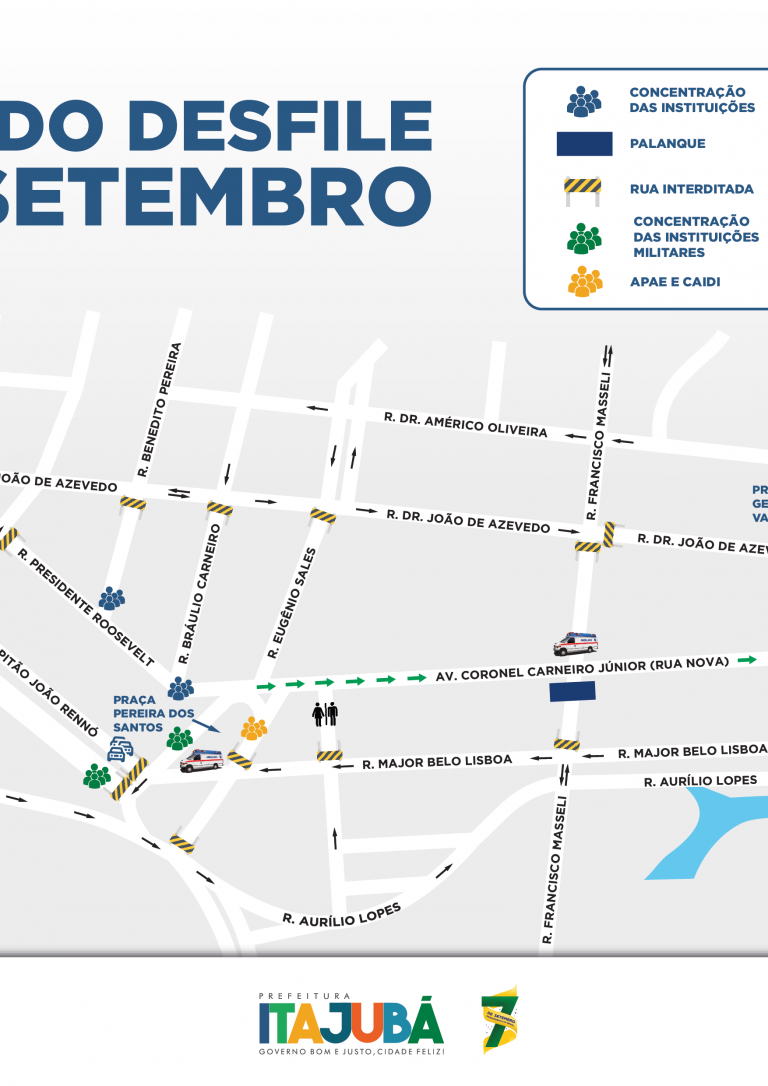 DO DESFILE
SETEMBRO
CONCENTRAÇÃO
DAS INSTITUIÇÕES
PALANQUE
RUA INTERDITADA
CONCENTRAÇÃO
DAS INSTITUIÇÕES
MILITARES
APAE E CAIDI
R. BENEDITO PEREIRA
R. DR. AMÉRICO OLIVEIRA
R. FRANCISCO MASSELI
JOÃO DE AZEVEDO
R. DR. JOÃO DE AZEVEDO
R. DR. JOÃO DE AZEV
PR
GE
VA
R. PRESIDENTE ROOSEVELT
R. BRÁULIO CARNEIRO
R. EUGÊNIO SALES
PITÃO JOÃO RENNÓ
AV. CORONEL CARNEIRO JÚNIOR (RUA NOVA)
PRAÇA
PEREIRA DOS
SANTOS
R. MAJOR BELO LISBOA
R. MAJOR BELO LISBOA
R. AURÍLIO LOPES
R. FRANCISCO MASSELI
R. AURÍLIO LOPES
PREFEITURA
ITAJUBÁ
GOVERNO BOM E JUSTO, CIDADE FELIZ!
7
DE SETEMBRO